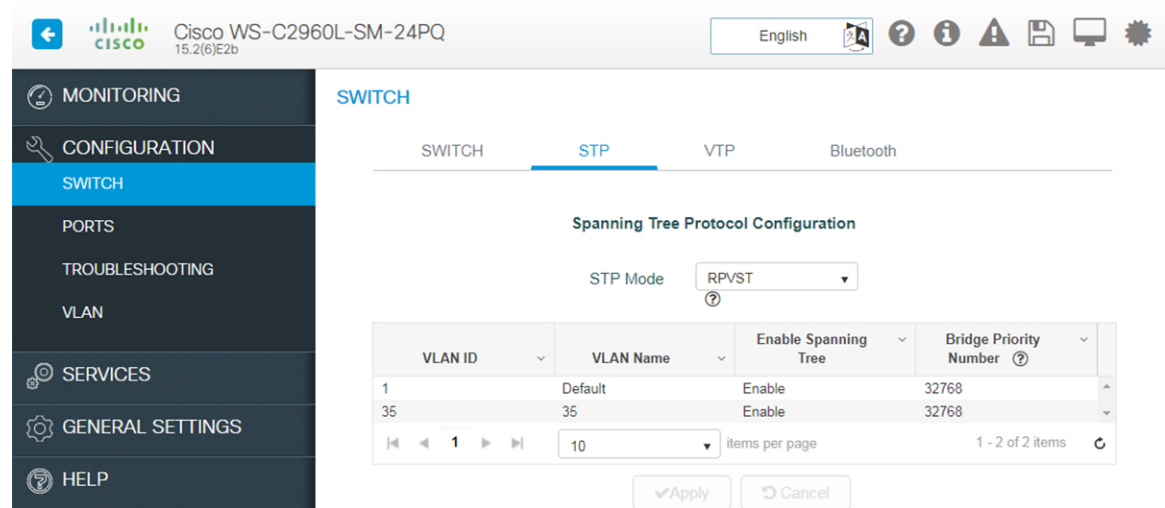 CISCO
Cisco WS-C2960L-SM-24PQ
15.2(6)E2b
English
MONITORING
CONFIGURATION
SWITCH
PORTS
TROUBLESHOOTING
VLAN
SERVICES
GENERAL SETTINGS
HELP
SWITCH
SWITCH STP VTP Bluetooth
Spanning Tree Protocol Configuration
STP Mode RPVST
VLAN ID VLAN Name Enable Spanning Tree Bridge Priority Number
1 Default Enable 32768
35 35 Enable 32768
1 10 items per page 1 - 2 of 2 items
Apply Cancel